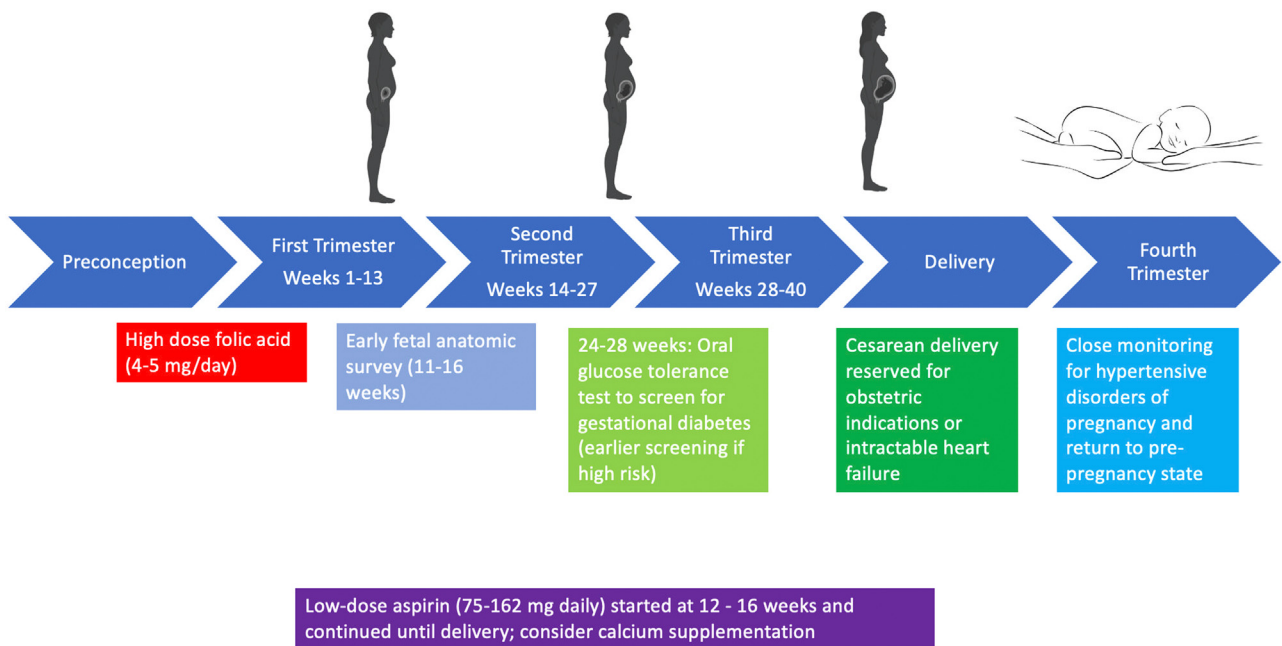 Preconception
First Trimester
Weeks 1-13
Second
Trimester
Weeks 14-27
Third
Trimester
Weeks 28-40
Delivery
Fourth
Trimester
High dose folic acid
(4-5 mg/day)
Early fetal anatomic
survey (11-16
weeks)
24-28 weeks: Oral
glucose tolerance
test to screen for
gestational diabetes
(earlier screening if
high risk)
Cesarean delivery
reserved for
obstetric
indications or
intractable heart
failure
Close monitoring
for hypertensive
disorders of
pregnancy and
return to pre-
pregnancy state
Low-dose aspirin (75-162 mg daily) started at 12 - 16 weeks and
continued until delivery; consider calcium supplementation